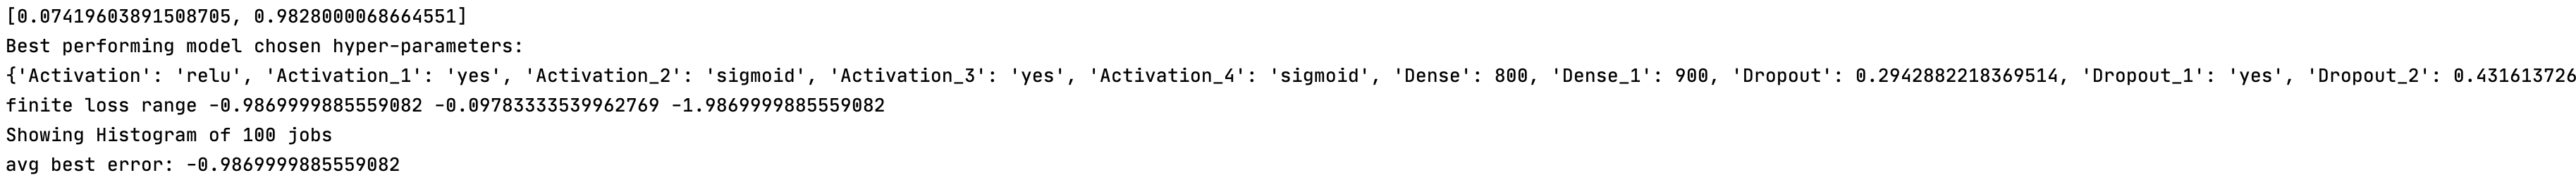 [0.07419603891508705, 0.9828000068664551]
Best performing model chosen hyper-parameters:
{'Activation': 'relu', 'Activation_1': 'yes', 'Activation_2': 'sigmoid', 'Activation_3': 'yes', 'Activation_4': 'sigmoid', 'Dense': 800, 'Dense_1': 900, 'Dropout': 0.2942882218369514, 'Dropout_1': 'yes', 'Dropout_2': 0.431613726
finite loss range -0.9869999885559082 -0.09783333539962769 -1.9869999885559082
Showing Histogram of 100 jobs
avg best error: -0.9869999885559082